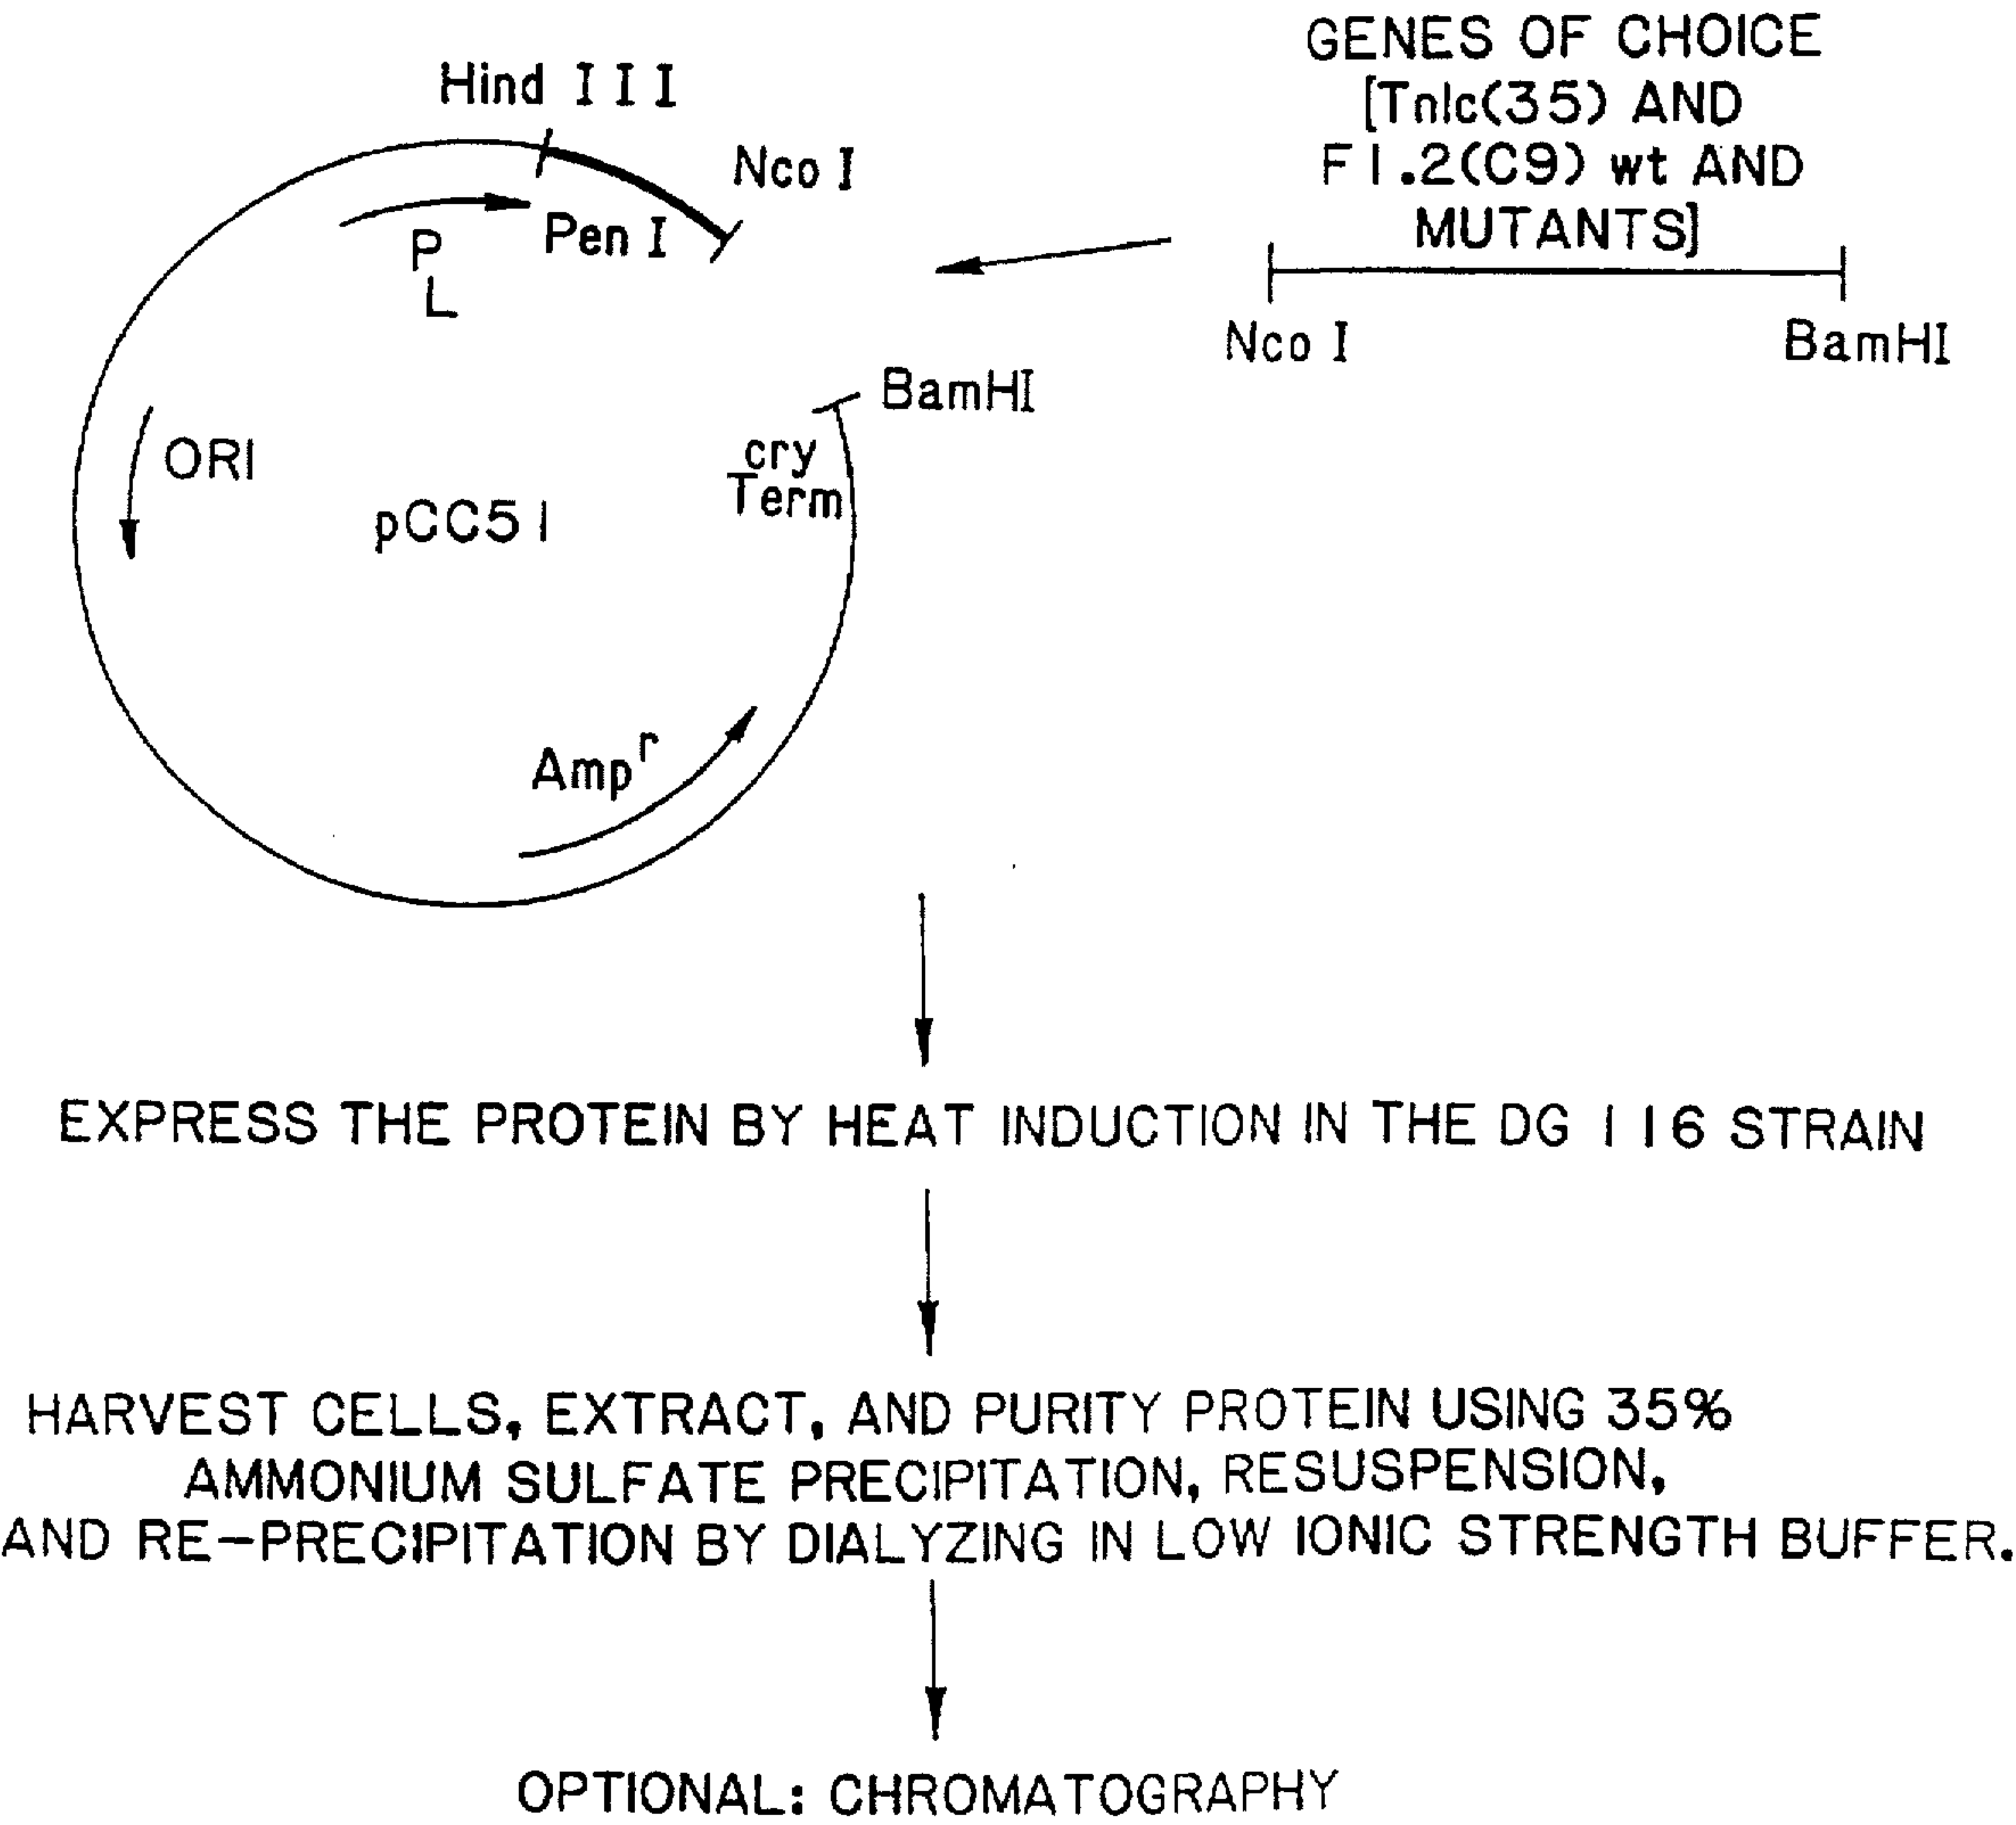 GENES OF CHOICE
[TnIc(35) AND
F1.2(C9) wt AND
MUTANTS]
Nco I
BamHI
Hind III
Nco I
Pen I
P
L
BamHI
cry
Term
ORI
pCC51
Amp r
EXPRESS THE PROTEIN BY HEAT INDUCTION IN THE DG 116 STRAIN
HARVEST CELLS, EXTRACT, AND PURITY PROTEIN USING 35%
AMMONIUM SULFATE PRECIPITATION, RESUSPENSION,
AND RE-PRECIPITATION BY DIALYZING IN LOW IONIC STRENGTH BUFFER.
OPTIONAL: CHROMATOGRAPHY